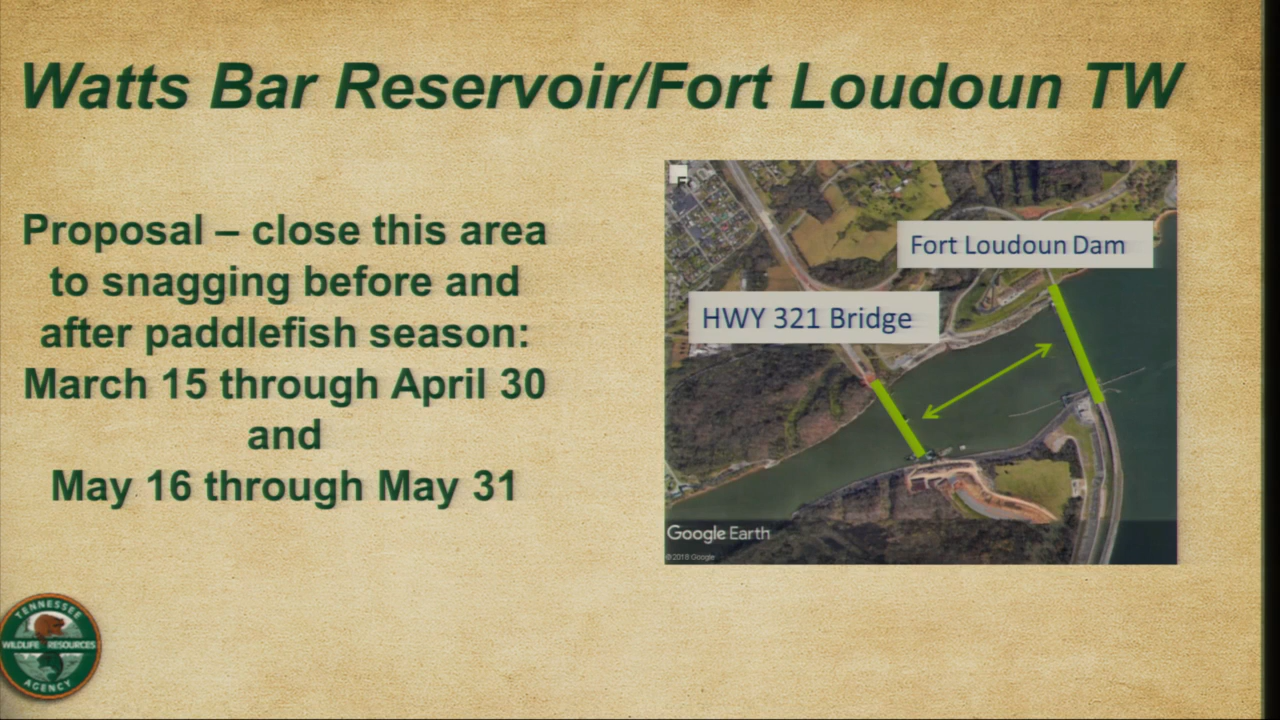 Watts Bar Reservoir/Fort Loudoun TW
Proposal – close this area
to snagging before and
after paddlefish season:
March 15 through April 30
and
May 16 through May 31
Fort Loudoun Dam
HWY 321 Bridge
Google Earth
©2018 Google
TENNESSEE
WILDLIFE RESOURCES
AGENCY